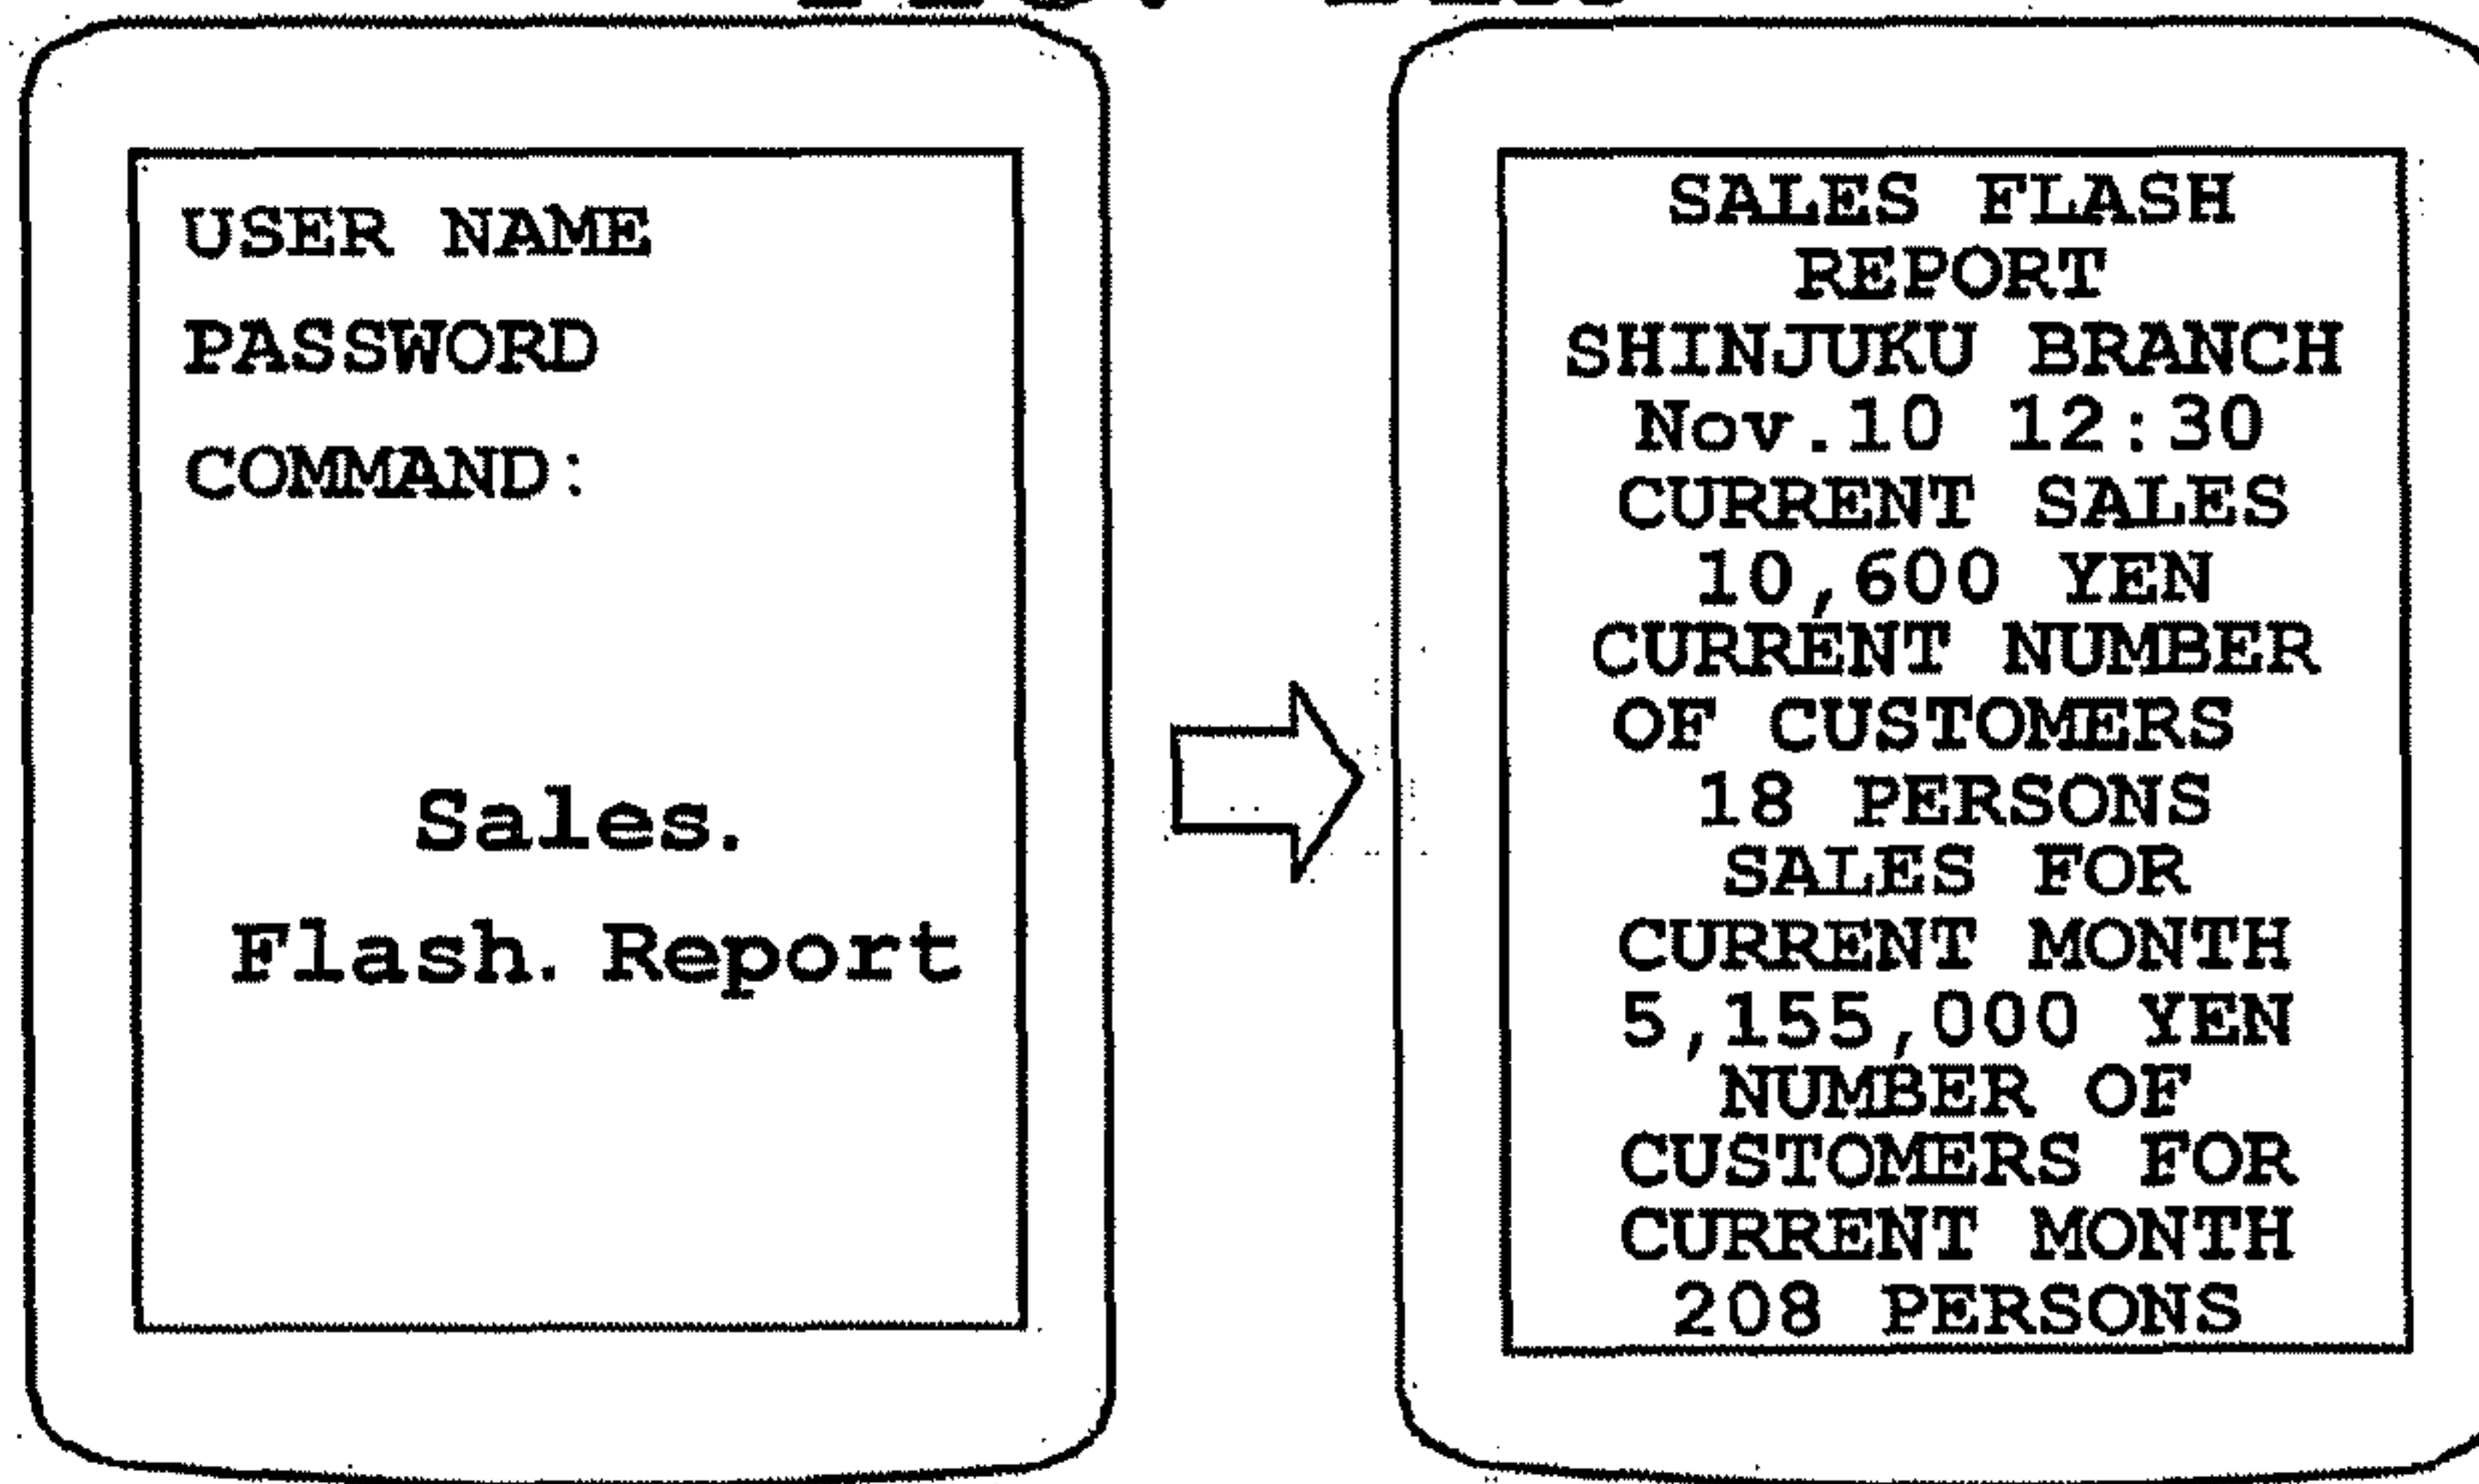 USER NAME
PASSWORD
COMMAND:
Sales.
Flash. Report
SALES FLASH
REPORT
SHINJUKU BRANCH
Nov.10 12:30
CURRENT SALES
10,600 YEN
CURRENT NUMBER
OF CUSTOMERS
18 PERSONS
SALES FOR
CURRENT MONTH
5,155,000 YEN
NUMBER OF
CUSTOMERS FOR
CURRENT MONTH
208 PERSONS